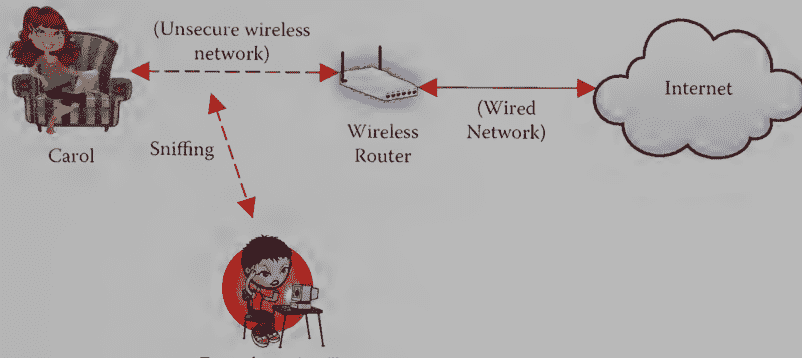 (Unsecure wireless
network)
Internet
(Wired
Network)
Wireless
Router
Carol
Sniffing